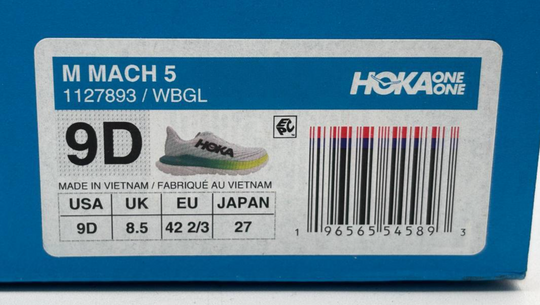 M MACH 5
1127893 / WBGL
HOKA ONE ONE
9D
HOKA
MADE IN VIETNAM / FABRIQUÉ AU VIETNAM
USA UK EU JAPAN
9D 8.5 42 2/3 27
1 96565 54589 3